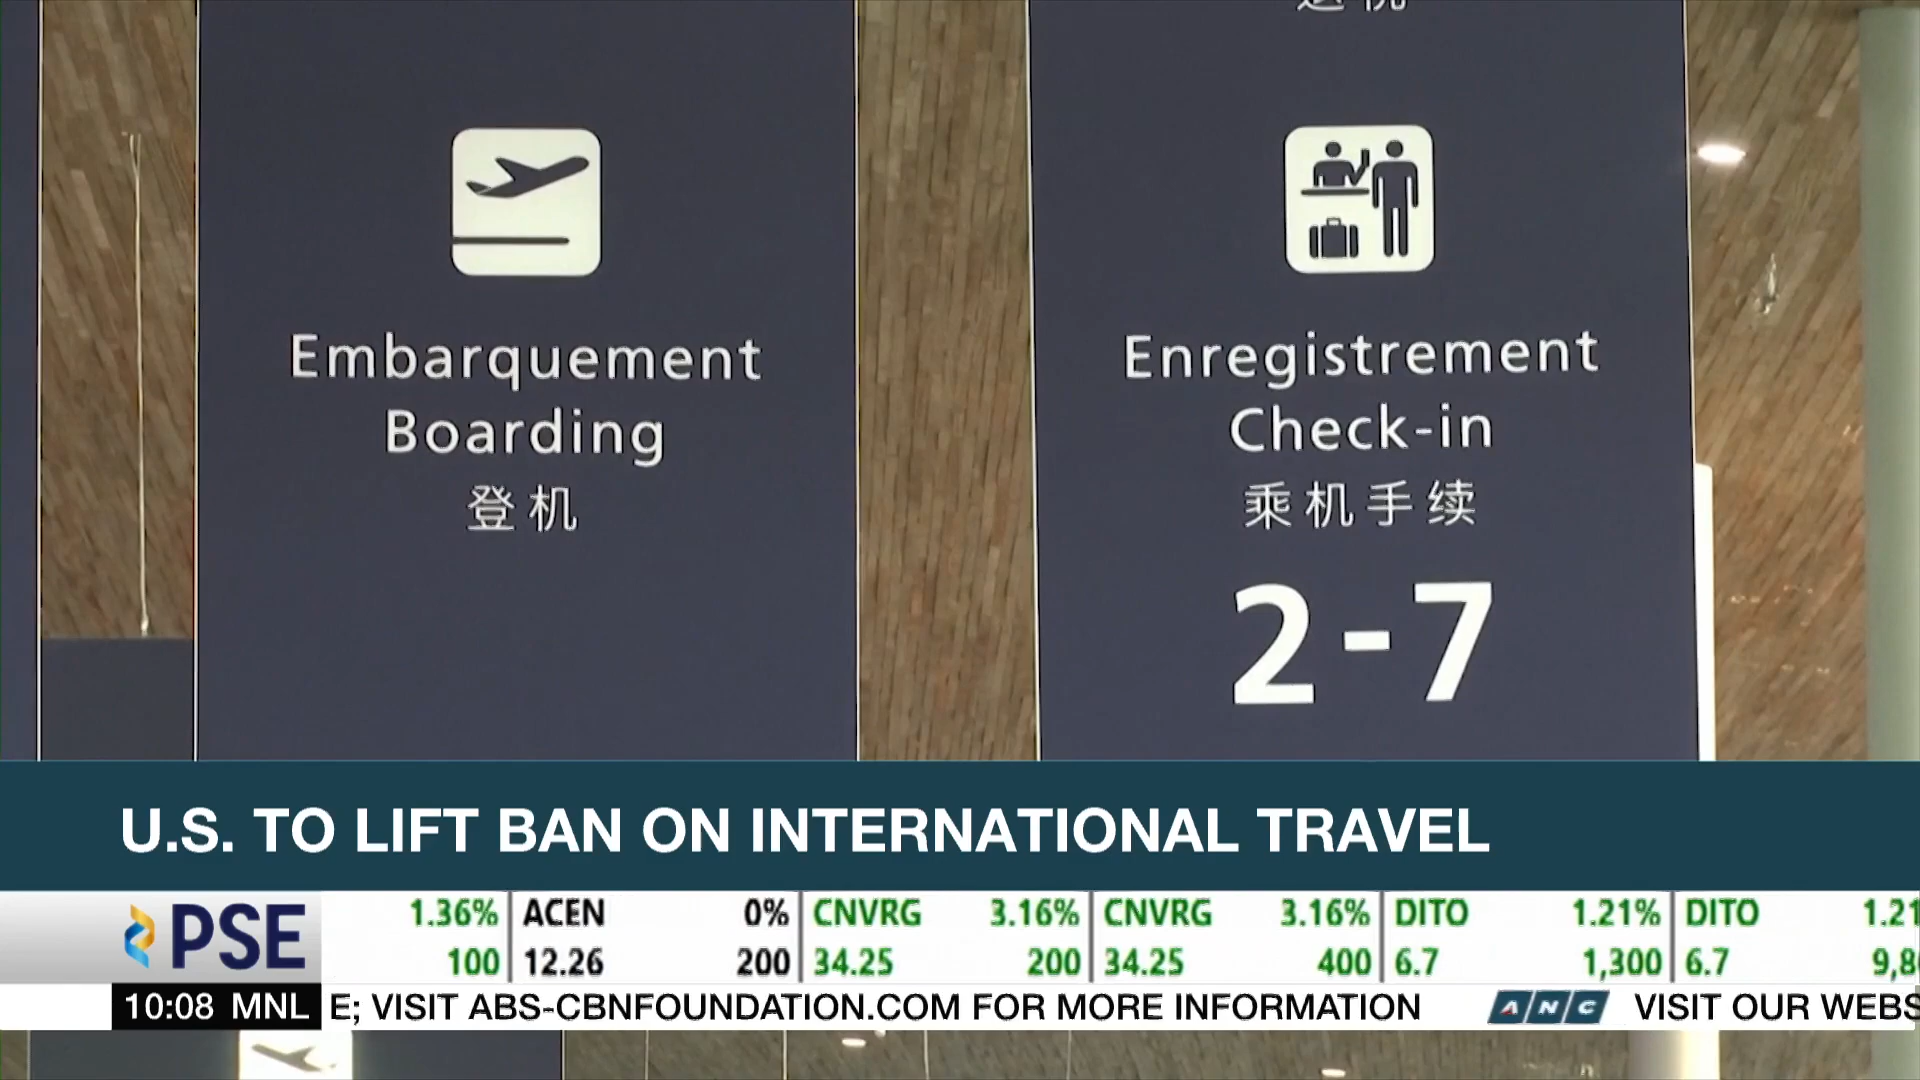 Embarquement
Boarding
登机
Enregistrement
Check-in
乘机手续
2-7
U.S. TO LIFT BAN ON INTERNATIONAL TRAVEL
PSE
1.36% ACEN 0% CNVRG 3.16% CNVRG 3.16% DITO 1.21% DITO
100 12.26 200 34.25 200 34.25 400 6.7 1,300 6.7
10:08 MNL E; VISIT ABS-CBNFOUNDATION.COM FOR MORE INFORMATION ANC VISIT OUR WEBS